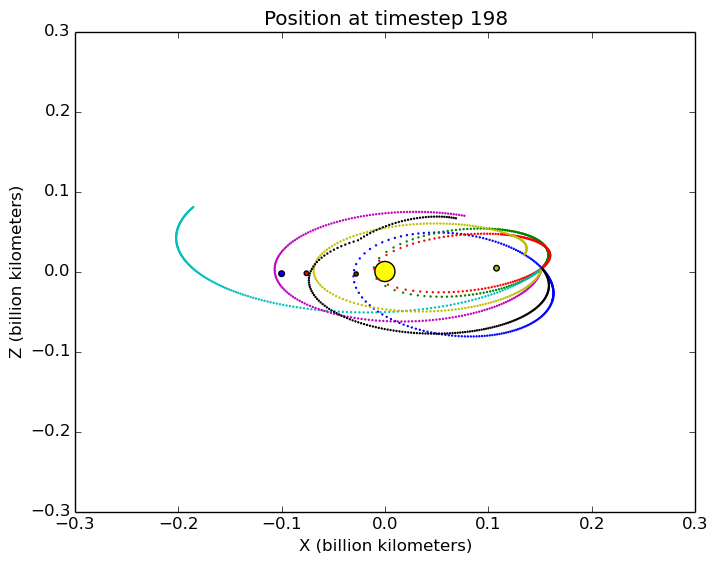 Position at timestep 198
0.3
0.2
0.1
0.0
−0.1
−0.2
−0.3
Z (billion kilometers)
−0.3 −0.2 −0.1 0.0 0.1 0.2 0.3
X (billion kilometers)